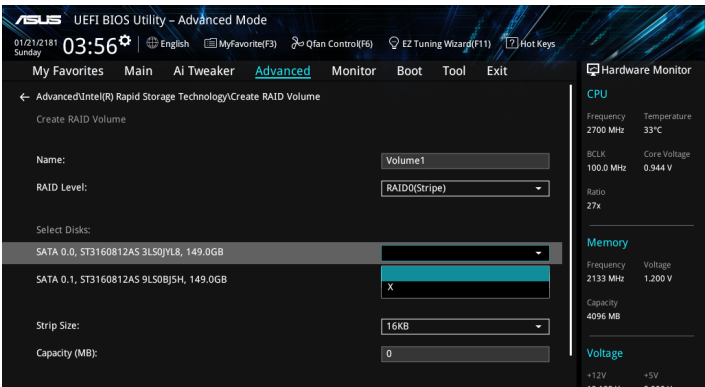 ASUS UEFI BIOS Utility – Advanced Mode
01/21/2181
Sunday
03:56
English
MyFavorite(F3)
Qfan Control(F6)
EZ Tuning Wizard(F11)
? Hot Keys
My Favorites Main Ai Tweaker Advanced Monitor Boot Tool Exit
Hardware Monitor
← Advanced\Intel(R) Rapid Storage Technology\Create RAID Volume
Create RAID Volume
Name: Volume1
RAID Level: RAID0(Stripe)
Select Disks:
SATA 0.0, ST3160812AS 3LS0JYL8, 149.0GB
SATA 0.1, ST3160812AS 9LS0BJ5H, 149.0GB
X
Strip Size: 16KB
Capacity (MB): 0
CPU
Frequency Temperature
2700 MHz 33°C
BCLK Core Voltage
100.0 MHz 0.944 V
Ratio
27x
Memory
Frequency Voltage
2133 MHz 1.200 V
Capacity
4096 MB
Voltage
+12V +5V